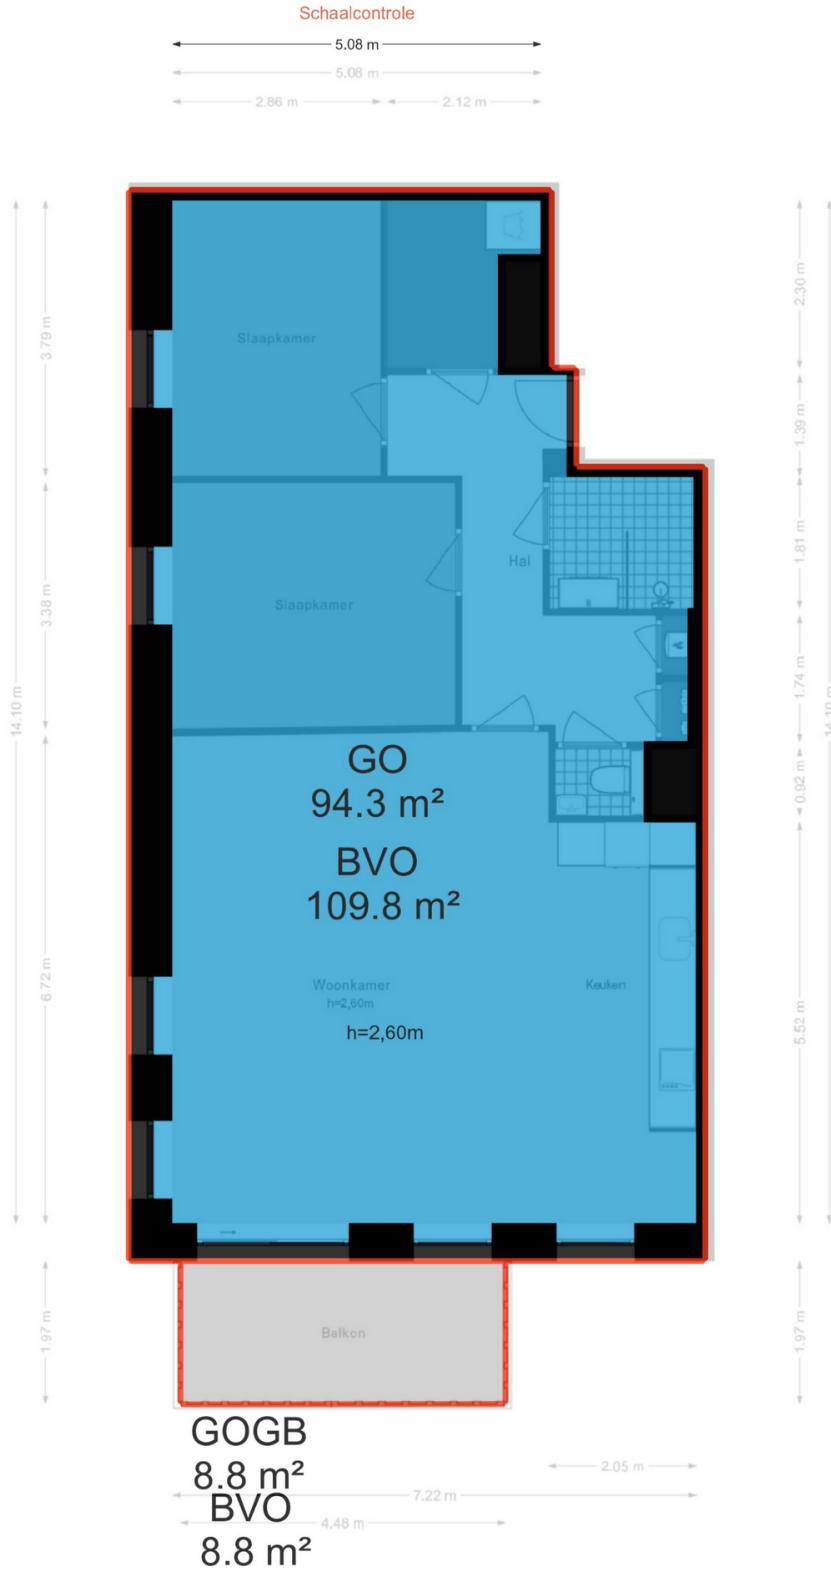 Schaalcontrole
5.08 m
5.08 m
2.86 m
2.12 m
14.10 m
3.79 m
3.38 m
6.72 m
1.97 m
2.30 m
1.39 m
1.81 m
1.74 m
0.92 m
5.52 m
1.97 m
14.10 m
Slaapkamer
Hal
Slaapkamer
GO
94.3 m²
BVO
109.8 m²
Woonkamer
h=2,60m
Keuken
h=2,60m
Balkon
GOGB
8.8 m²
BVO
8.8 m²
2.05 m
7.22 m
4.48 m